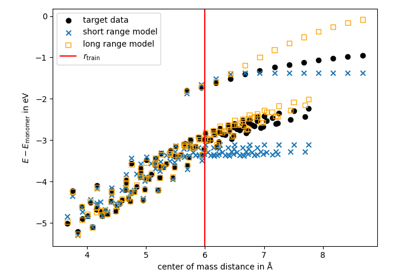 target data
short range model
long range model
r_train
0
−1
−2
−3
−4
−5
E − E_monomer in eV
4
5
6
7
8
center of mass distance in Å